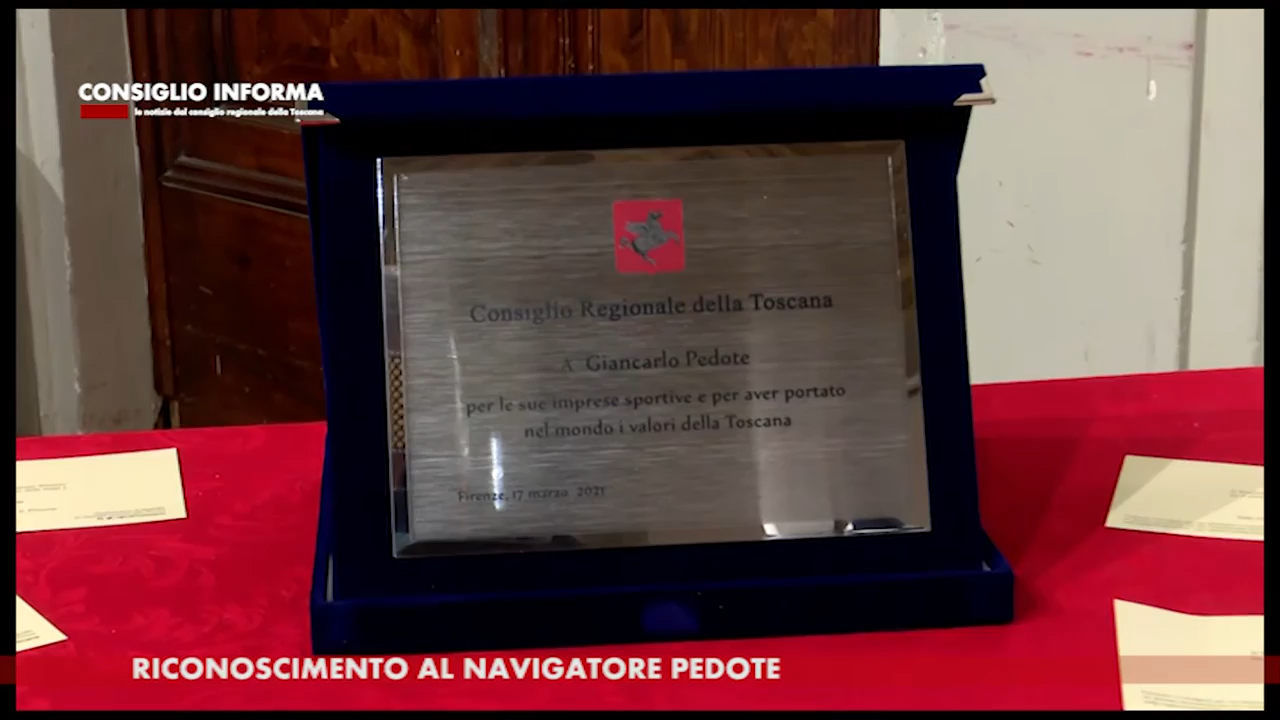 CONSIGLIO INFORMA
le notizie del consiglio regionale della Toscana
Consiglio Regionale della Toscana
A Giancarlo Pedote
per le sue imprese sportive e per aver portato
nel mondo i valori della Toscana
Firenze, 17 marzo 2021
RICONOSCIMENTO AL NAVIGATORE PEDOTE